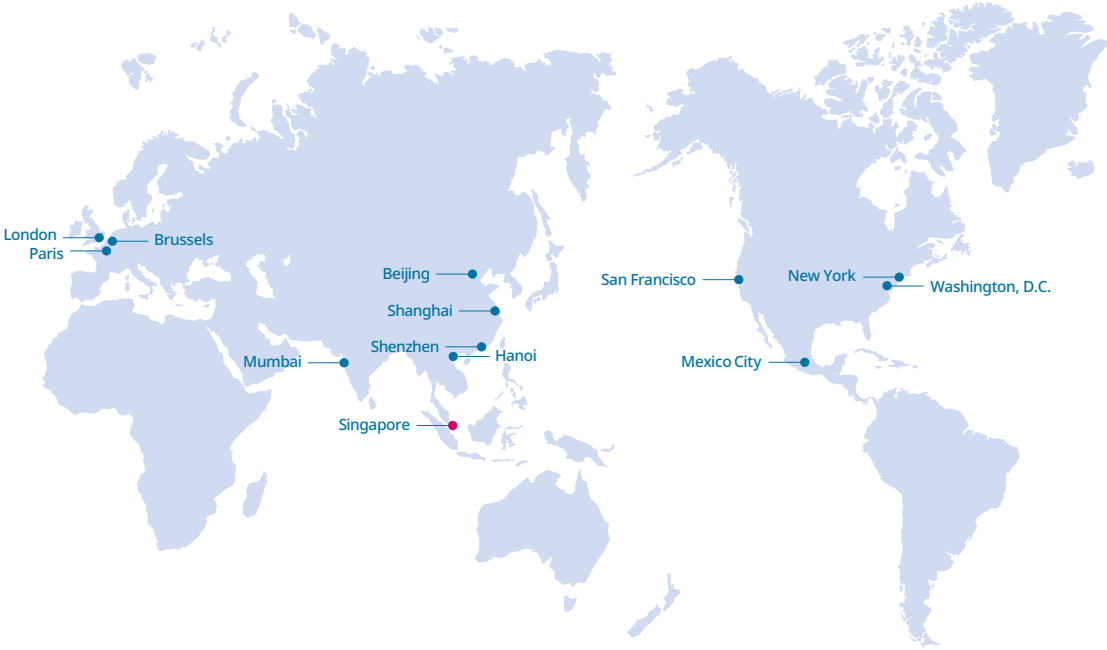 London
Paris
Brussels
Beijing
Shanghai
Shenzhen
Hanoi
Mumbai
Singapore
San Francisco
New York
Washington, D.C.
Mexico City